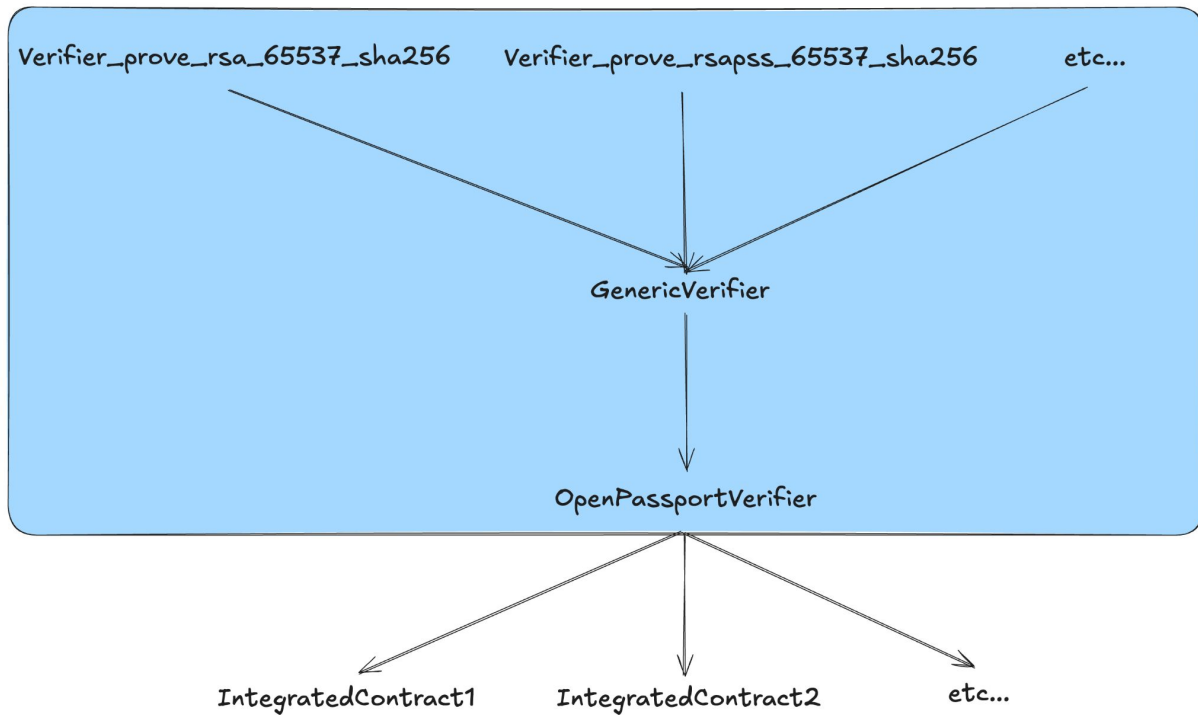 Verifier_prove_rsa_65537_sha256 Verifier_prove_rsapss_65537_sha256 etc...
GenericVerifier
OpenPassportVerifier
IntegratedContract1 IntegratedContract2 etc...